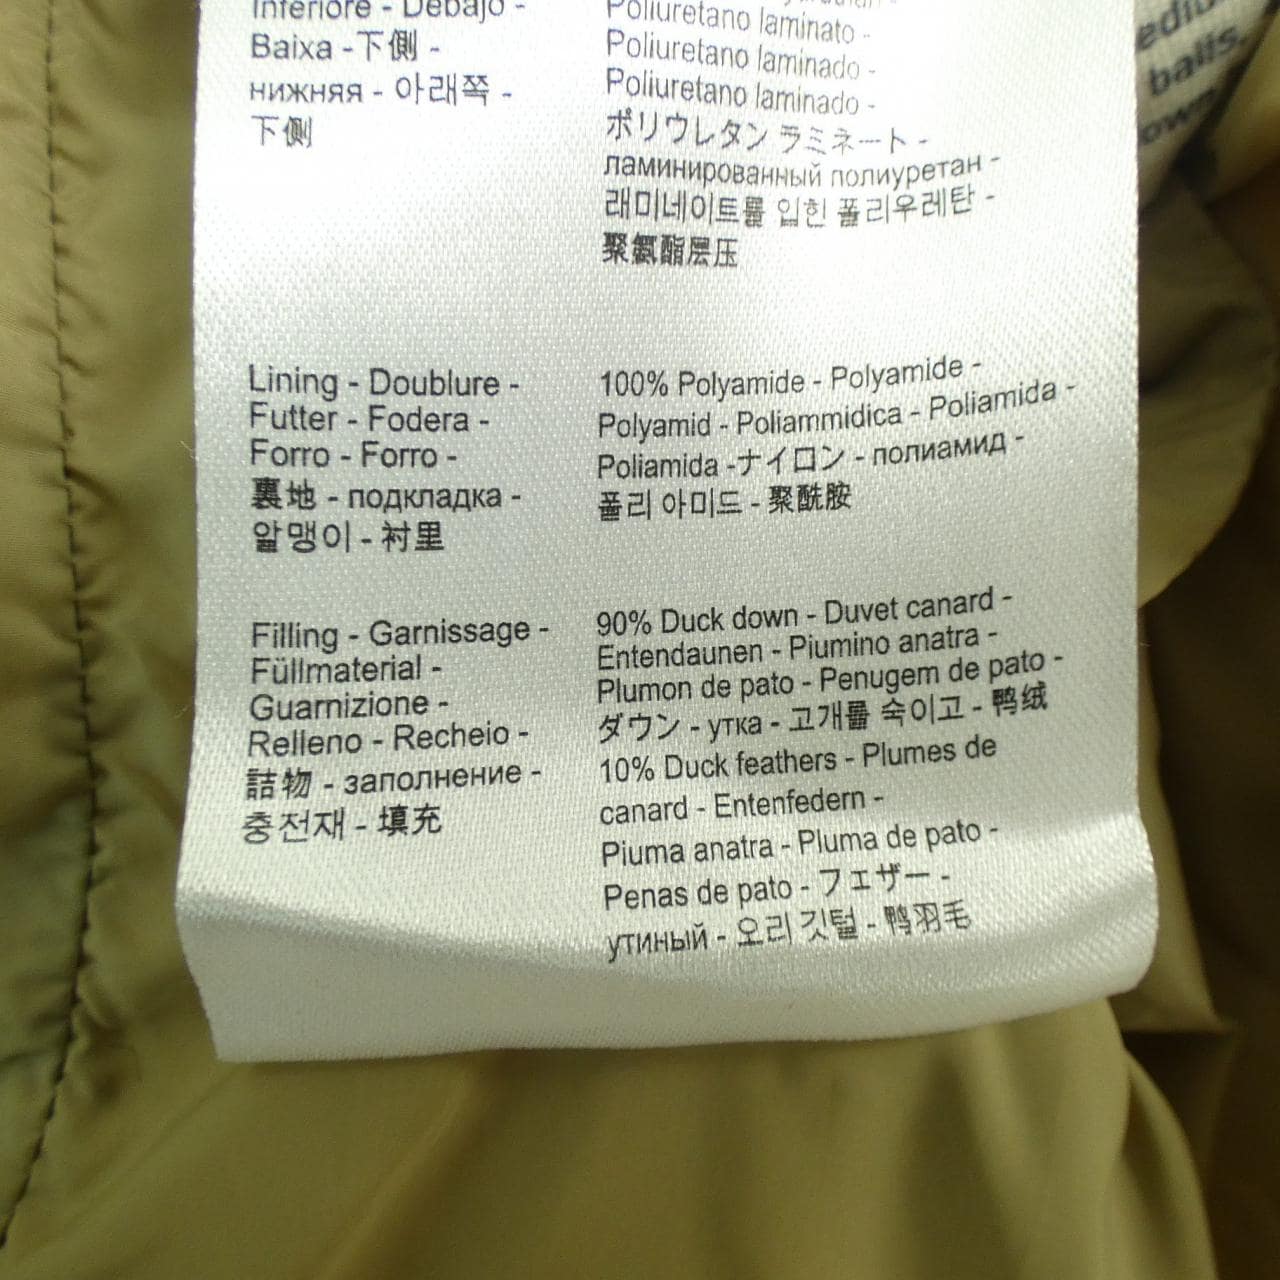 Inferiore - Debajo -
Baixa -下側 -
нижняя - 아래쪽 -
下侧
Poliuretano laminato -
Poliuretano laminado -
Poliuretano laminado -
ポリウレタン ラミネート -
ламинированный полиуретан -
래미네이트를 입힌 폴리우레탄 -
聚氨酯层压
Lining - Doublure -
Futter - Fodera -
Forro - Forro -
裏地 - подкладка -
알맹이 - 衬里
100% Polyamide - Polyamide -
Polyamid - Poliammidica - Poliamida -
Poliamida -ナイロン - полиамид -
폴리 아미드 - 聚酰胺
Filling - Garnissage -
Füllmaterial -
Guarnizione -
Relleno - Recheio -
詰物 - заполнение -
충전재 - 填充
90% Duck down - Duvet canard -
Entendaunen - Piumino anatra -
Plumon de pato - Penugem de pato -
ダウン - утка - 고개를 숙이고 - 鸭绒
10% Duck feathers - Plumes de
canard - Entenfedern -
Piuma anatra - Pluma de pato -
Penas de pato - フェザー -
утиный - 오리 깃털 - 鸭羽毛
balls.